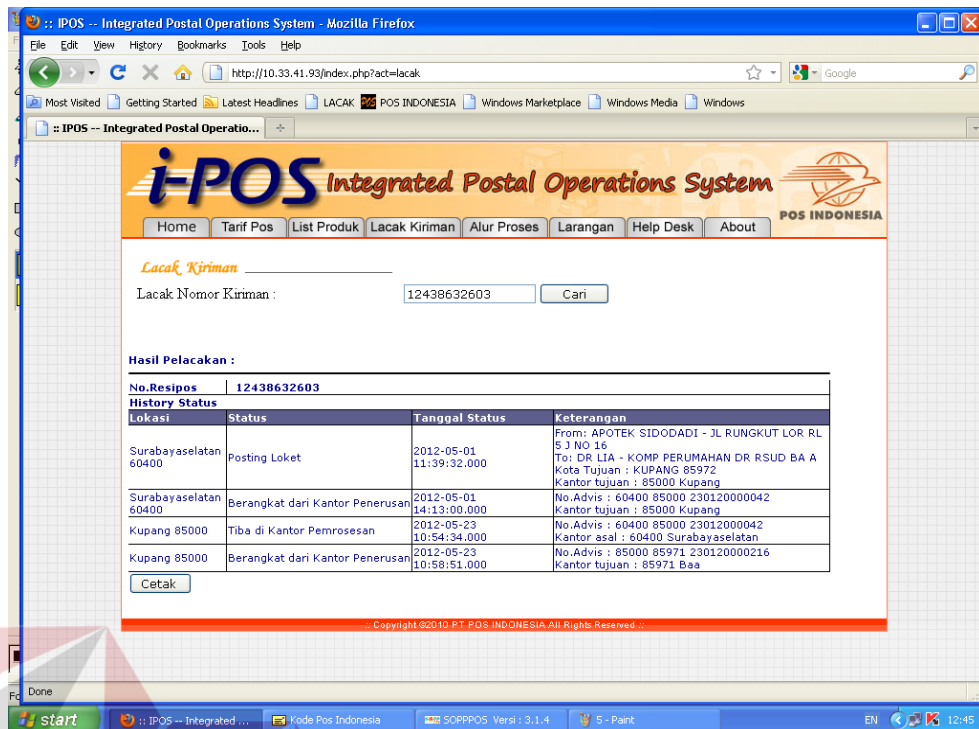 :: IPOS -- Integrated Postal Operations System - Mozilla Firefox
File Edit View History Bookmarks Tools Help
http://10.33.41.93/index.php?act=lacak
Google
Most Visited Getting Started Latest Headlines LACAK POS INDONESIA Windows Marketplace Windows Media Windows
:: IPOS -- Integrated Postal Operatio...
i-POS Integrated Postal Operations System
POS INDONESIA
Home Tarif Pos List Produk Lacak Kiriman Alur Proses Larangan Help Desk About
Lacak Kiriman
Lacak Nomor Kiriman : 12438632603 Cari
Hasil Pelacakan :
No.Resipos 12438632603
History Status
Lokasi Status Tanggal Status Keterangan
Surabayaselatan 60400 Posting Loket 2012-05-01 11:39:32.000 From: APOTEK SIDODADI - JL RUNGKUT LOR RL
5 J NO 16
To: DR LIA - KOMP PERUMAHAN DR RSUD BA A
Kota Tujuan : KUPANG 85972
Kantor tujuan : 85000 Kupang
Surabayaselatan 60400 Berangkat dari Kantor Penerusan 2012-05-01 14:13:00.000 No.Advis : 60400 85000 230120000042
Kantor tujuan : 85000 Kupang
Kupang 85000 Tiba di Kantor Pemrosesan 2012-05-23 10:54:34.000 No.Advis : 60400 85000 23012000042
Kantor asal : 60400 Surabayaselatan
Kupang 85000 Berangkat dari Kantor Penerusan 2012-05-23 10:58:51.000 No.Advis : 85000 85971 230120000216
Kantor tujuan : 85971 Baa
Cetak
.:: Copyright @2010 PT POS INDONESIA All Rights Reserved ::.
Done
start :: IPOS -- Integrated ... Kode Pos Indonesia SOPPPOS Versi : 3.1.4 5 - Paint EN 12:45